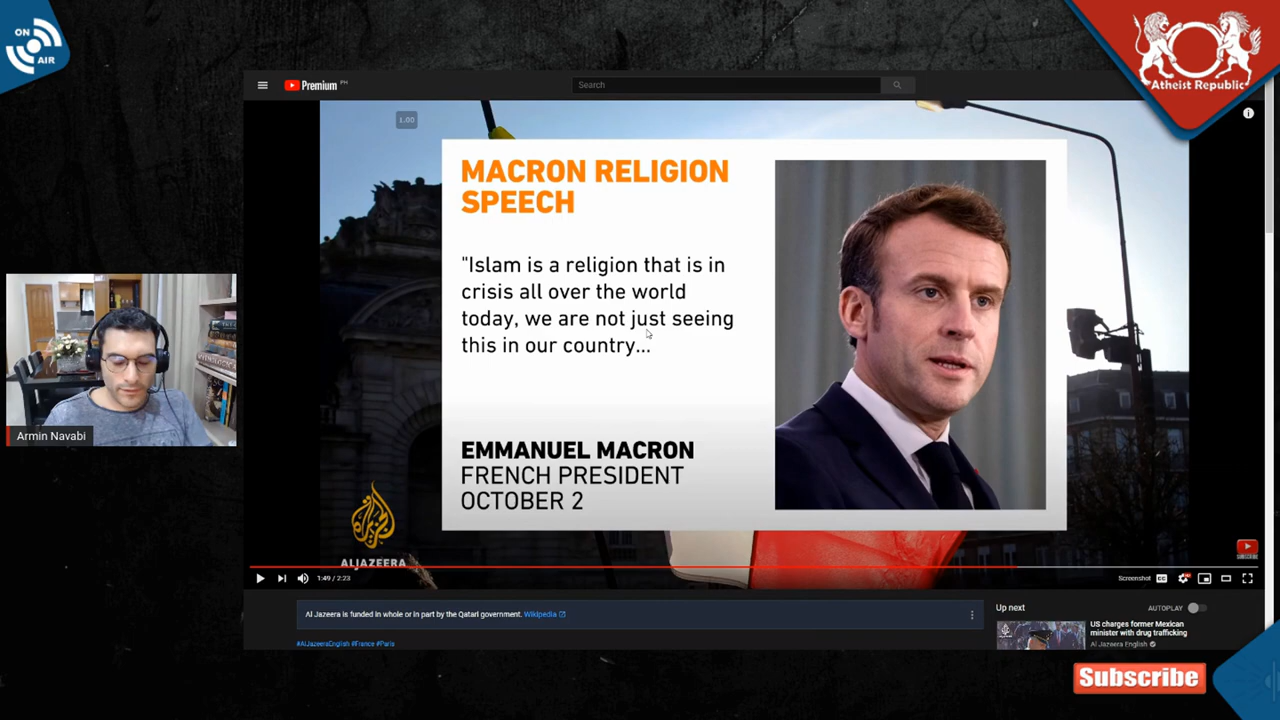 ON
AIR
Premium PH
Search
Atheist Republic
1.00
MACRON RELIGION
SPEECH
"Islam is a religion that is in
crisis all over the world
today, we are not just seeing
this in our country...
EMMANUEL MACRON
FRENCH PRESIDENT
OCTOBER 2
Armin Navabi
الجزيرة
ALJAZEERA
1:49 / 2:23
Screenshot
CC
Al Jazeera is funded in whole or in part by the Qatari government. Wikipedia
#AlJazeeraEnglish #France #Paris
Up next
AUTOPLAY
US charges former Mexican
minister with drug trafficking
Al Jazeera English
Subscribe